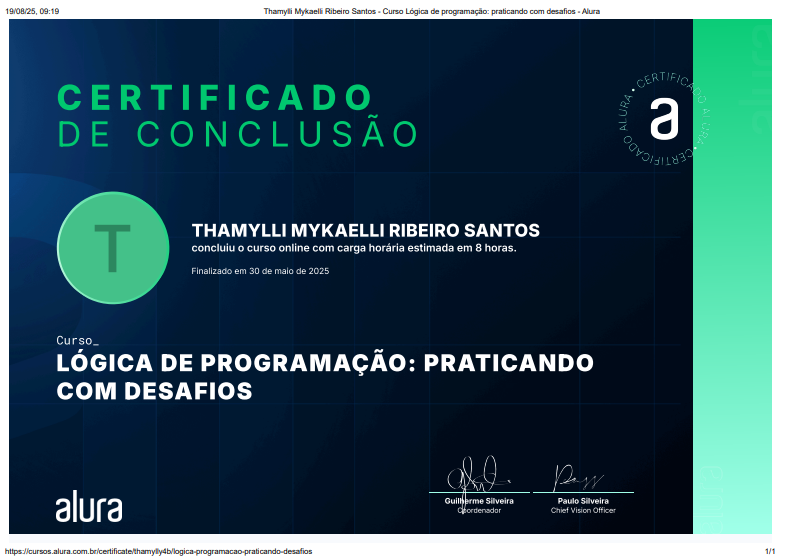 19/08/25, 09:19
Thamylli Mykaelli Ribeiro Santos - Curso Lógica de programação: praticando com desafios - Alura
CERTIFICADO
DE CONCLUSÃO
CERTIFICADO ALURA • CERTIFICADO ALURA •
a
alura
T
THAMYLLI MYKAELLI RIBEIRO SANTOS
concluiu o curso online com carga horária estimada em 8 horas.
Finalizado em 30 de maio de 2025
Curso_
LÓGICA DE PROGRAMAÇÃO: PRATICANDO
COM DESAFIOS
alura
Guilherme Silveira
Coordenador
Paulo Silveira
Chief Vision Officer
alura
https://cursos.alura.com.br/certificate/thamylly4b/logica-programacao-praticando-desafios
1/1